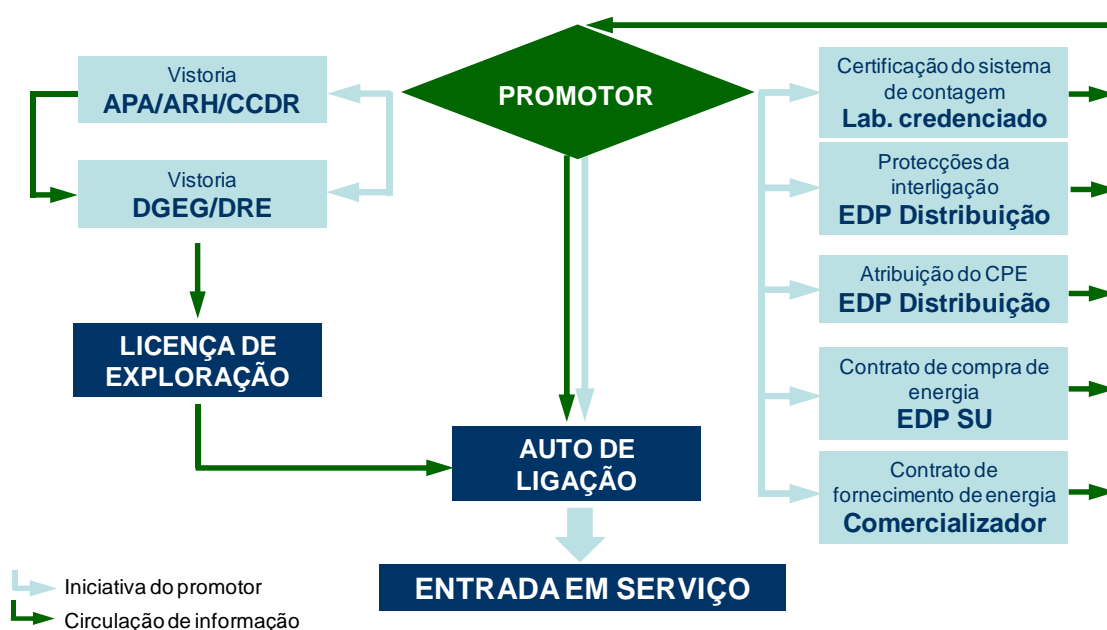 Vistoria
APA/ARH/CCDR
Vistoria
DGEG/DRE
LICENÇA DE
EXPLORAÇÃO
PROMOTOR
AUTO DE
LIGAÇÃO
ENTRADA EM SERVIÇO
Certificação do sistema
de contagem
Lab. credenciado
Protecções da
interligação
EDP Distribuição
Atribuição do CPE
EDP Distribuição
Contrato de compra de
energia
EDP SU
Contrato de
fornecimento de energia
Comercializador
Iniciativa do promotor
Circulação de informação